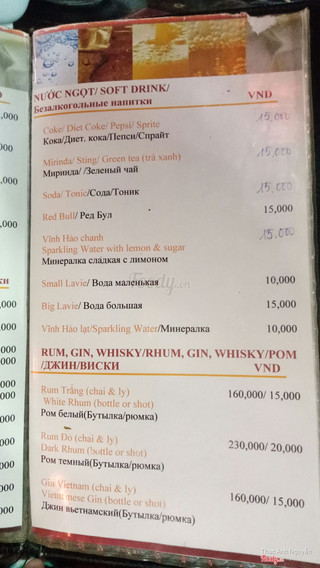 NƯỚC NGỌT/ SOFT DRINK/
Безалкогольные напитки
VND
Coke/ Diet Coke/ Pepsi/ Sprite
Кока/Диет. кока/Пепси/Спрайт
15,000
Mirinda/ Sting/ Green tea (trà xanh)
Миринда/ /Зеленый чай
15,000
Soda/ Tonic/Сода/Тоник
15,000
Red Bull/ Ред Бул
15,000
Vĩnh Hảo chanh
Sparkling Water with lemon & sugar
Минералка сладкая с лимоном
15.000
Small Lavie/ Вода маленькая
10,000
Big Lavie/ Вода большая
15,000
Vĩnh Hảo lạt/Sparkling Water/Минералка
10,000
RUM, GIN, WHISKY/RHUM, GIN, WHISKY/РОМ
/ДЖИН/ВИСКИ
VND
Rum Trắng (chai & ly)
White Rhum (bottle or shot)
Ром белый(Бутылка/рюмка)
160,000/ 15,000
Rum Đỏ (chai & ly)
Dark Rhum (bottle or shot)
Ром темный(Бутылка/рюмка)
230,000/ 20,000
Gin Vietnam (chai & ly)
Vietnamese Gin (bottle or shot)
Джин вьетнамский(Бутылка/рюмка)
160,000/ 15,000
Foody.vn